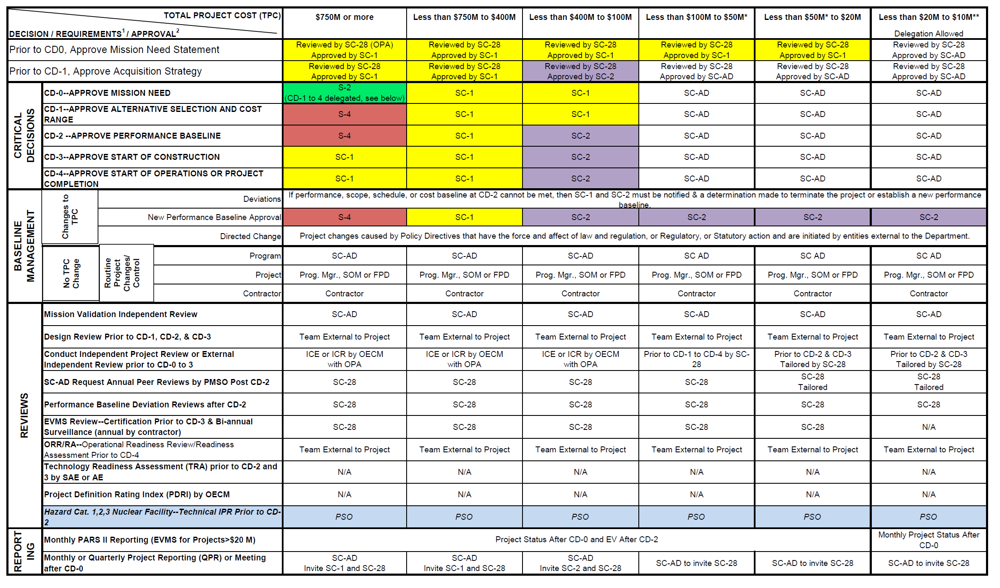 TOTAL PROJECT COST (TPC)
DECISION / REQUIREMENTS1 / APPROVAL2
$750M or more
Less than $750M to $400M
Less than $400M to $100M
Less than $100M to $50M*
Less than $50M* to $20M
Less than $20M to $10M**
Delegation Allowed
Prior to CD0, Approve Mission Need Statement
Reviewed by SC-28 (OPA)
Approved by SC-1
Reviewed by SC-28
Approved by SC-1
Reviewed by SC-28
Approved by SC-1
Reviewed by SC-28
Approved by SC-1
Reviewed by SC-28
Approved by SC-1
Reviewed by SC-28
Approved by SC-AD
Prior to CD-1, Approve Acquisition Strategy
Reviewed by SC-28
Approved by SC-1
Reviewed by SC-28
Approved by SC-1
Reviewed by SC-28
Approved by SC-2
Reviewed by SC-28
Approved by SC-AD
Reviewed by SC-28
Approved by SC-AD
Reviewed by SC-28
Approved by SC-AD
CRITICAL
DECISIONS
CD-0--APPROVE MISSION NEED
S-2
(CD-1 to 4 delegated, see below)
SC-1
SC-1
SC-AD
SC-AD
SC-AD
CD-1--APPROVE ALTERNATIVE SELECTION AND COST
RANGE
S-4
SC-1
SC-1
SC-AD
SC-AD
SC-AD
CD-2 --APPROVE PERFORMANCE BASELINE
S-4
SC-1
SC-2
SC-AD
SC-AD
SC-AD
CD-3--APPROVE START OF CONSTRUCTION
SC-1
SC-1
SC-2
SC-AD
SC-AD
SC-AD
CD-4--APPROVE START OF OPERATIONS OR PROJECT
COMPLETION
SC-1
SC-1
SC-2
SC-AD
SC-AD
SC-AD
BASELINE
MANAGEMENT
Changes to
TPC
Deviations
If performance, scope, schedule, or cost baseline at CD-2 cannot be met, then SC-1 and SC-2 must be notified & a determination made to terminate the project or establish a new performance
baseline.
New Performance Baseline Approval
S-4
SC-1
SC-2
SC-2
SC-2
SC-2
Directed Change
Project changes caused by Policy Directives that have the force and affect of law and regulation, or Regulatory, or Statutory action and are initiated by entities external to the Department.
No TPC
Change
Routine
Project
Changes/
Control
Program
SC-AD
SC-AD
SC-AD
SC AD
SC AD
SC AD
Project
Prog. Mgr., SOM or FPD
Prog. Mgr., SOM or FPD
Prog. Mgr., SOM or FPD
Prog. Mgr., SOM or FPD
Prog. Mgr., SOM or FPD
Prog. Mgr., SOM or FPD
Contractor
Contractor
Contractor
Contractor
Contractor
Contractor
Contractor
REVIEWS
Mission Validation Independent Review
SC-AD
SC-AD
SC-AD
SC-AD
SC-AD
SC-AD
Design Review Prior to CD-1, CD-2, & CD-3
Team External to Project
Team External to Project
Team External to Project
Team External to Project
Team External to Project
Team External to Project
Conduct Independent Project Review or External
Independent Review prior to CD-0 to 3
ICE or ICR by OECM
with OPA
ICE or ICR by OECM
with OPA
ICE or ICR by OECM
with OPA
Prior to CD-1 to CD-4 by SC-
28
Prior to CD-2 & CD-3
Tailored by SC-28
Prior to CD-2 & CD-3
Tailored by SC-28
SC-AD Request Annual Peer Reviews by PMSO Post CD-2
SC-28
SC-28
SC-28
SC-28
SC-28
Tailored
SC-28
Tailored
Performance Baseline Deviation Reviews after CD-2
SC-28
SC-28
SC-28
SC-28
SC-28
SC-28
EVMS Review--Certification Prior to CD-3 & Bi-annual
Surveillance (annual by contractor)
SC-28
SC-28
SC-28
SC-28
SC-28
N/A
ORR/RA--Operational Readiness Review/Readiness
Assessment Prior to CD-4
Team External to Project
Team External to Project
Team External to Project
Team External to Project
Team External to Project
Team External to Project
Technology Readiness Assessment (TRA) prior to CD-2 and
3 by SAE or AE
N/A
N/A
N/A
N/A
N/A
N/A
Project Definition Rating Index (PDRI) by OECM
N/A
N/A
N/A
N/A
N/A
N/A
Hazard Cat. 1,2,3 Nuclear Facility--Technical IPR Prior to CD-
2
PSO
PSO
PSO
PSO
PSO
PSO
REPORT
ING
Monthly PARS II Reporting (EVMS for Projects>$20 M)
Project Status After CD-0 and EV After CD-2
Monthly Project Status After
CD-0
Monthly or Quarterly Project Reporting (QPR) or Meeting
after CD-0
SC-AD
Invite SC-1 and SC-28
SC-AD
Invite SC-1 and SC-28
SC-AD
Invite SC-2 and SC-28
SC-AD to invite SC-28
SC-AD to invite SC-28
SC-AD to invite SC-28